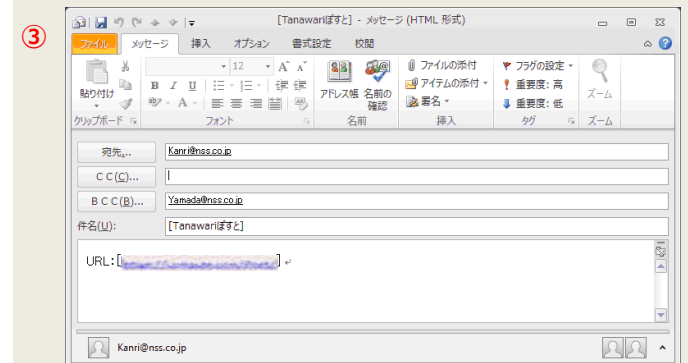 ③
[Tanawariぽすと] - メッセージ (HTML 形式)
ファイル メッセージ 挿入 オプション 書式設定 校閲
貼り付け
クリップボード
12
B I U
フォント
アドレス帳 名前の確認
名前
ファイルの添付
アイテムの添付
署名
挿入
フラグの設定
重要度: 高
重要度: 低
タグ
ズーム
ズーム
宛先...
Kanri@nss.co.jp
C C(C)...
B C C(B)...
Yamada@nss.co.jp
件名(U):
[Tanawariぽすと]
URL:[ ]
Kanri@nss.co.jp